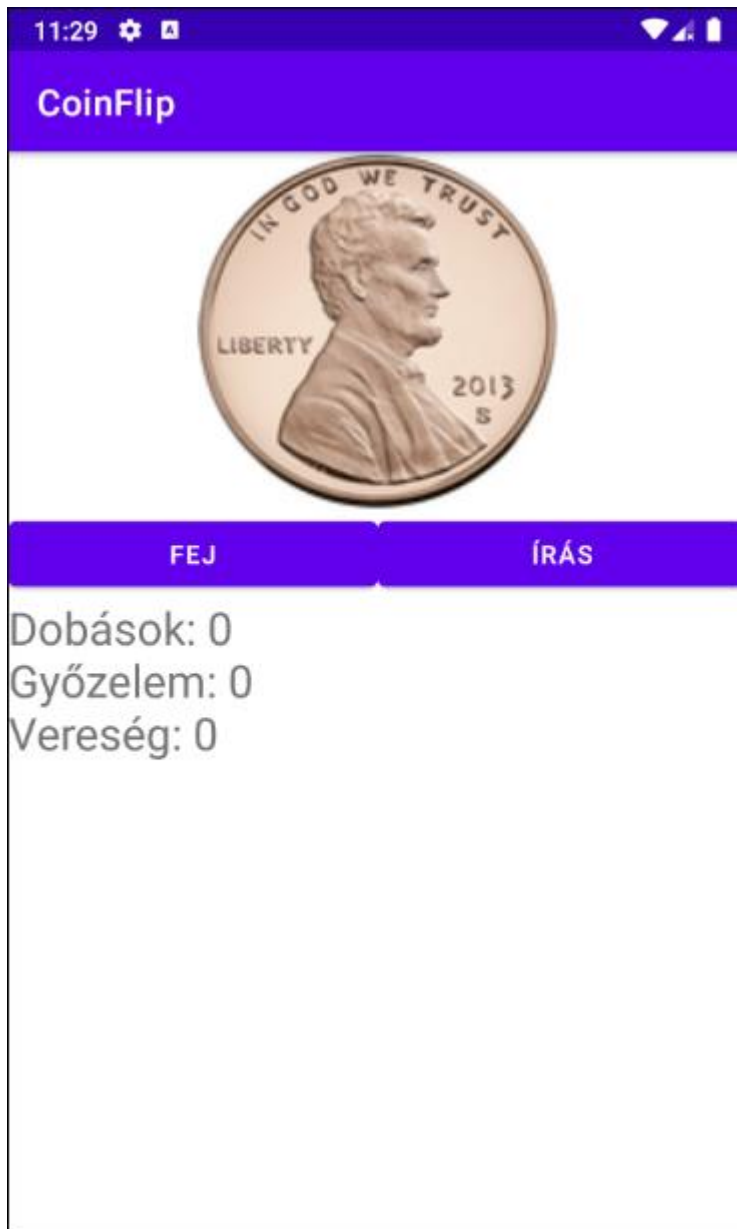 11:29
CoinFlip
IN GOD WE TRUST
LIBERTY
2013
S
FEJ ÍRÁS
Dobások: 0
Győzelem: 0
Vereség: 0